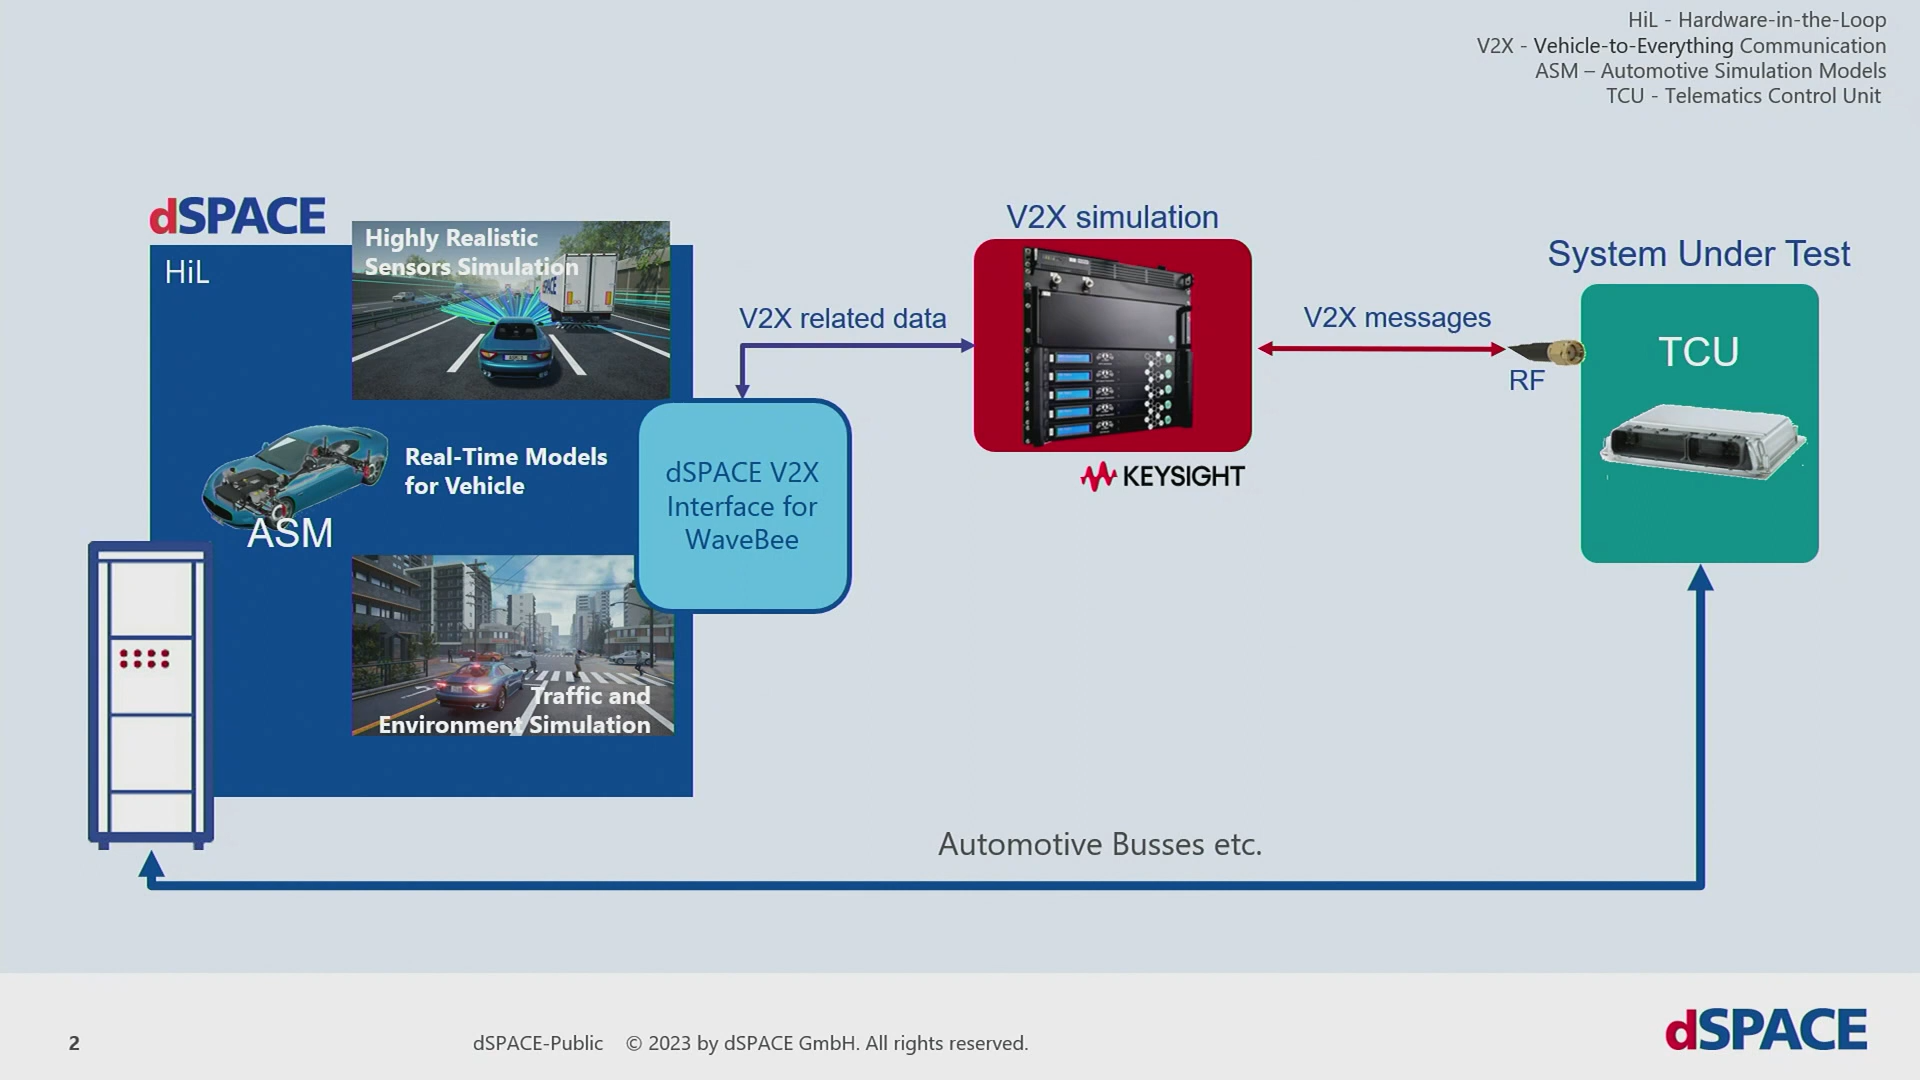 HiL - Hardware-in-the-Loop
V2X - Vehicle-to-Everything Communication
ASM – Automotive Simulation Models
TCU - Telematics Control Unit
dSPACE
HiL
Highly Realistic
Sensors Simulation
Real-Time Models
for Vehicle
ASM
Traffic and
Environment Simulation
dSPACE V2X
Interface for
WaveBee
V2X related data
V2X simulation
KEYSIGHT
V2X messages
RF
System Under Test
TCU
Automotive Busses etc.
2
dSPACE-Public © 2023 by dSPACE GmbH. All rights reserved.
dSPACE